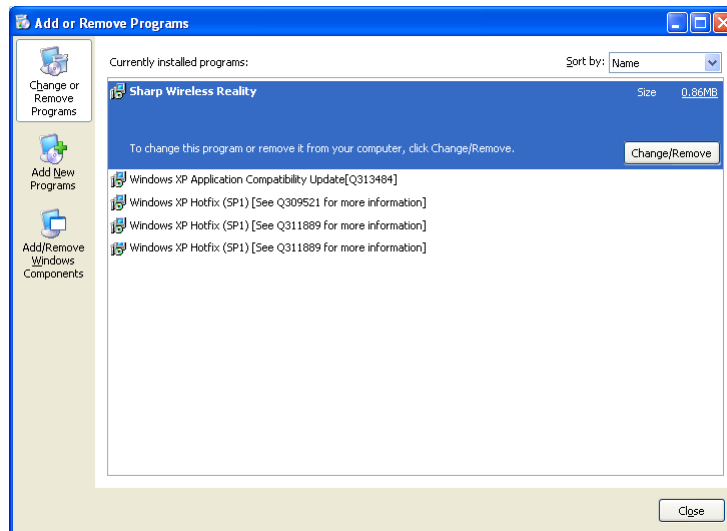 Add or Remove Programs
Change or
Remove
Programs
Add New
Programs
Add/Remove
Windows
Components
Currently installed programs:
Sort by: Name
Sharp Wireless Reality
Size 0.86MB
To change this program or remove it from your computer, click Change/Remove.
Change/Remove
Windows XP Application Compatibility Update[Q313484]
Windows XP Hotfix (SP1) [See Q309521 for more information]
Windows XP Hotfix (SP1) [See Q311889 for more information]
Windows XP Hotfix (SP1) [See Q311889 for more information]
Close